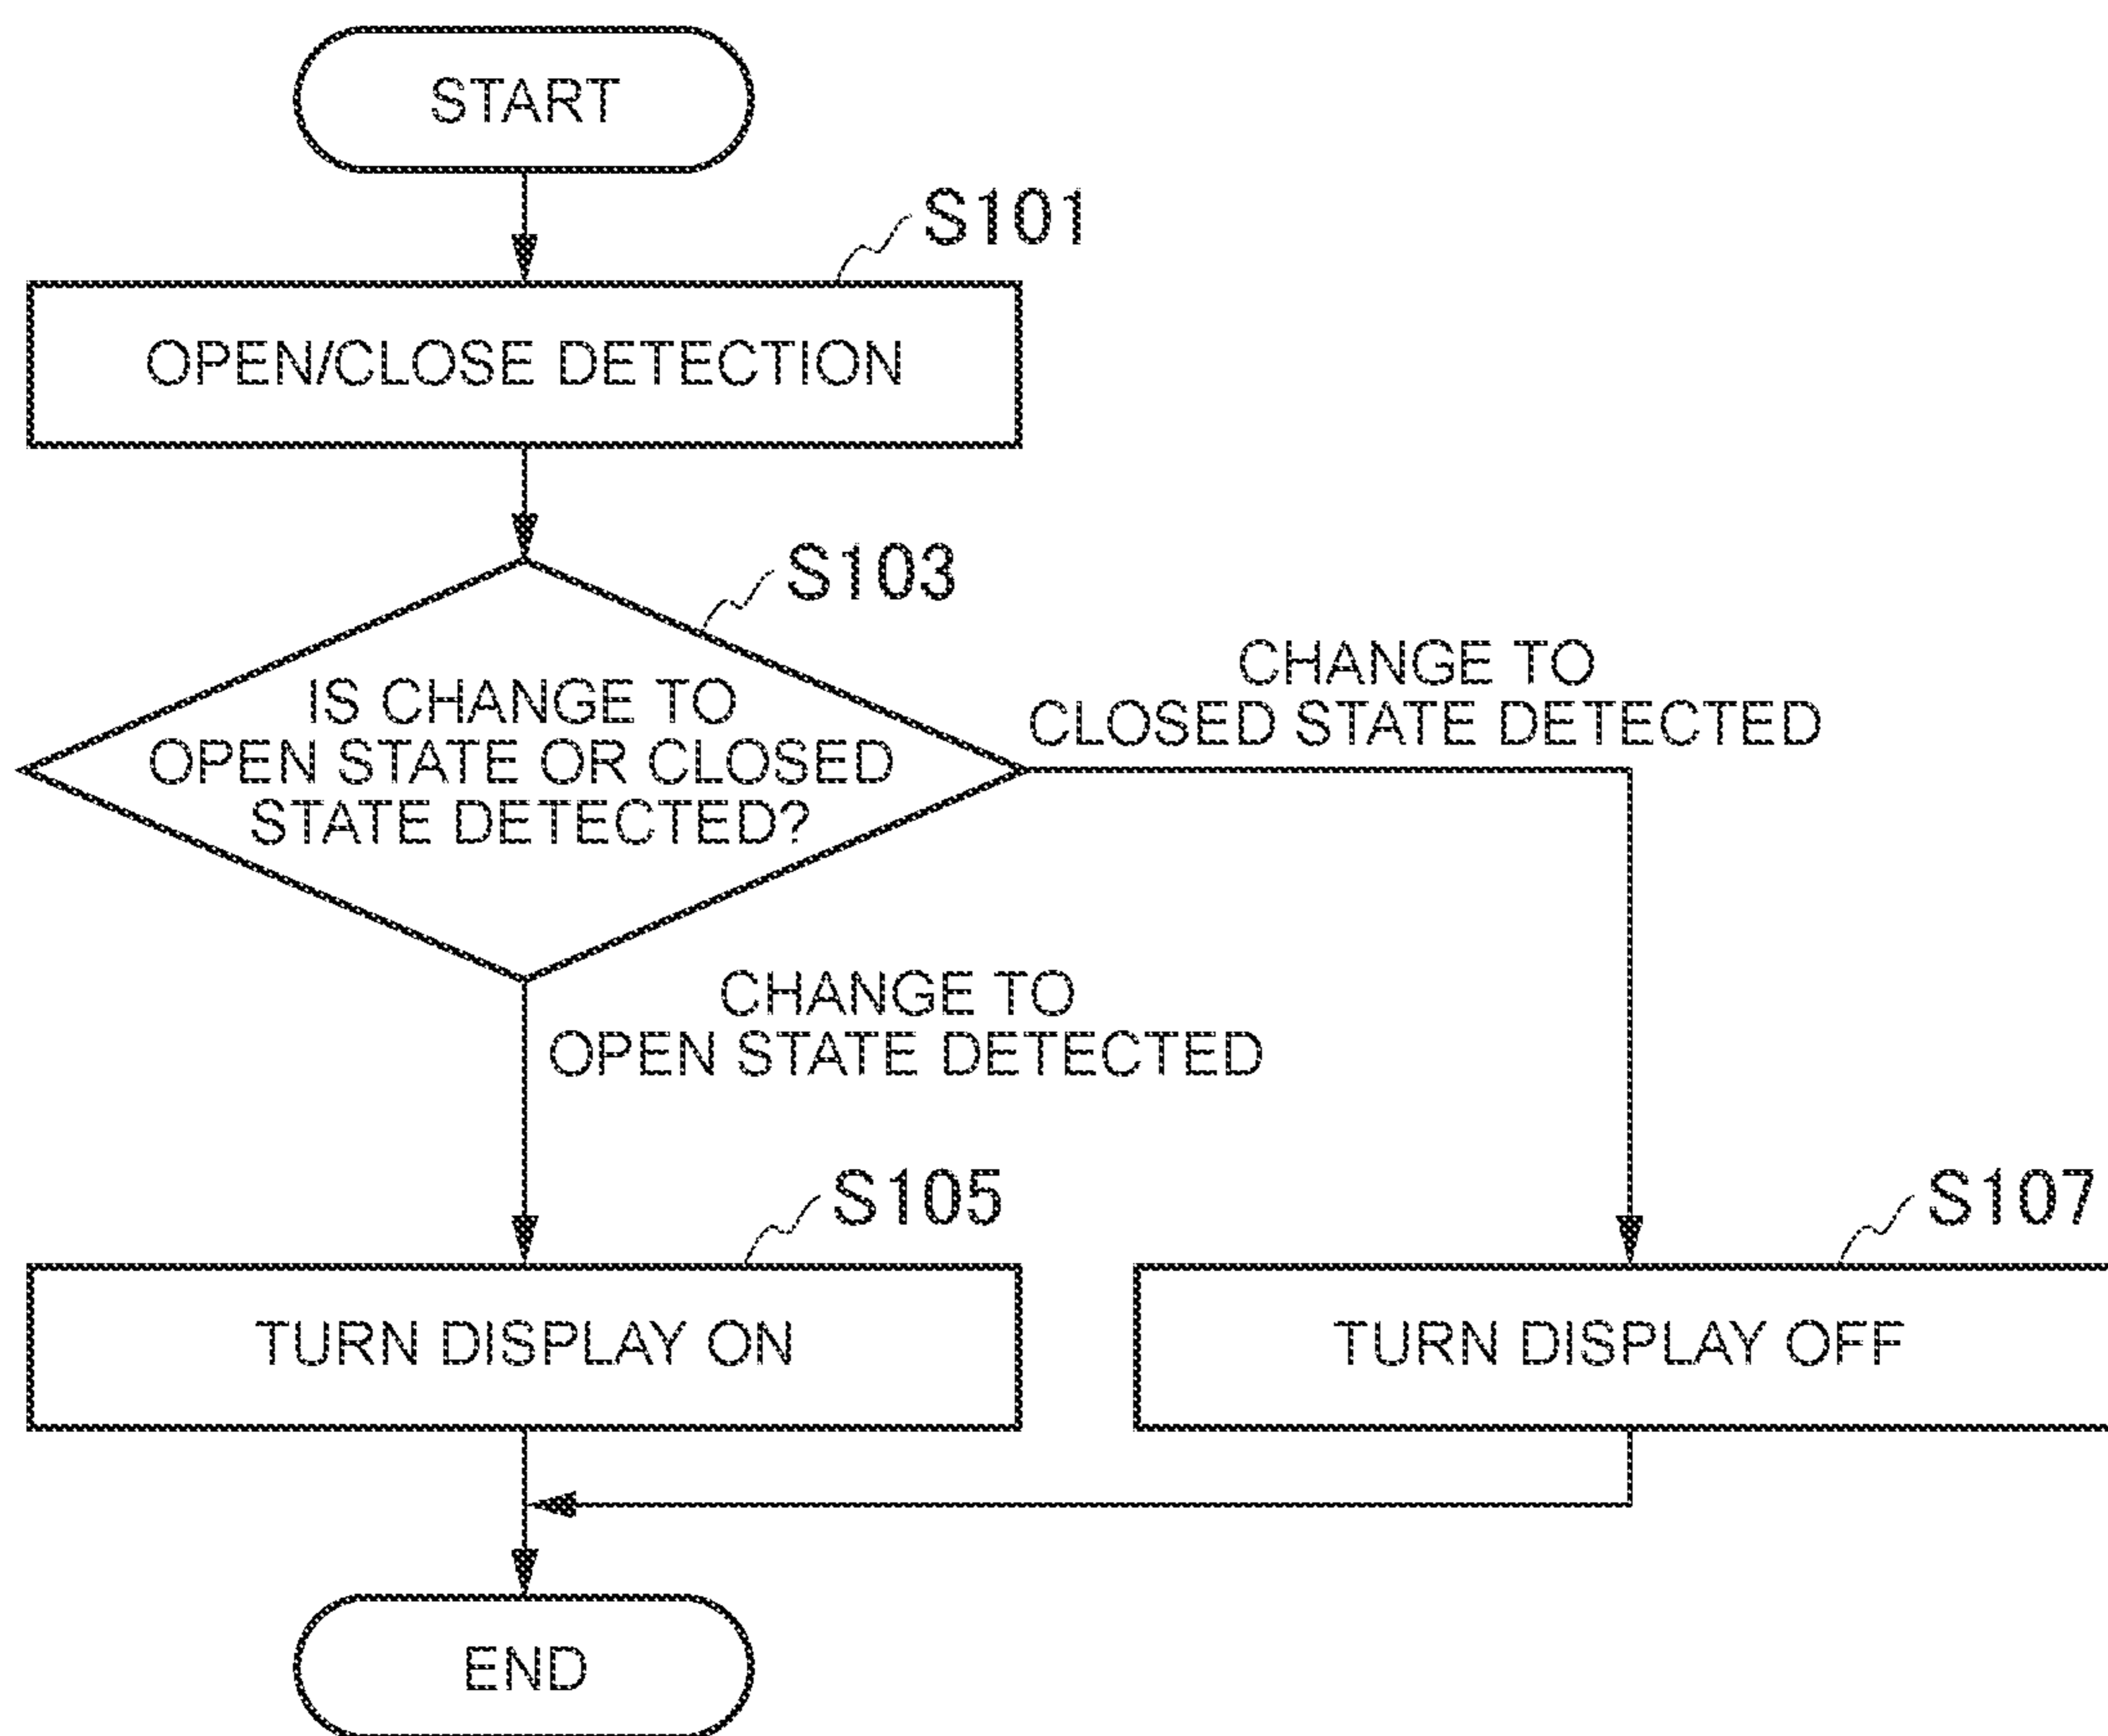 START
S101
OPEN/CLOSE DETECTION
S103
IS CHANGE TO
OPEN STATE OR CLOSED
STATE DETECTED?
CHANGE TO
CLOSED STATE DETECTED
CHANGE TO
OPEN STATE DETECTED
S105
TURN DISPLAY ON
S107
TURN DISPLAY OFF
END